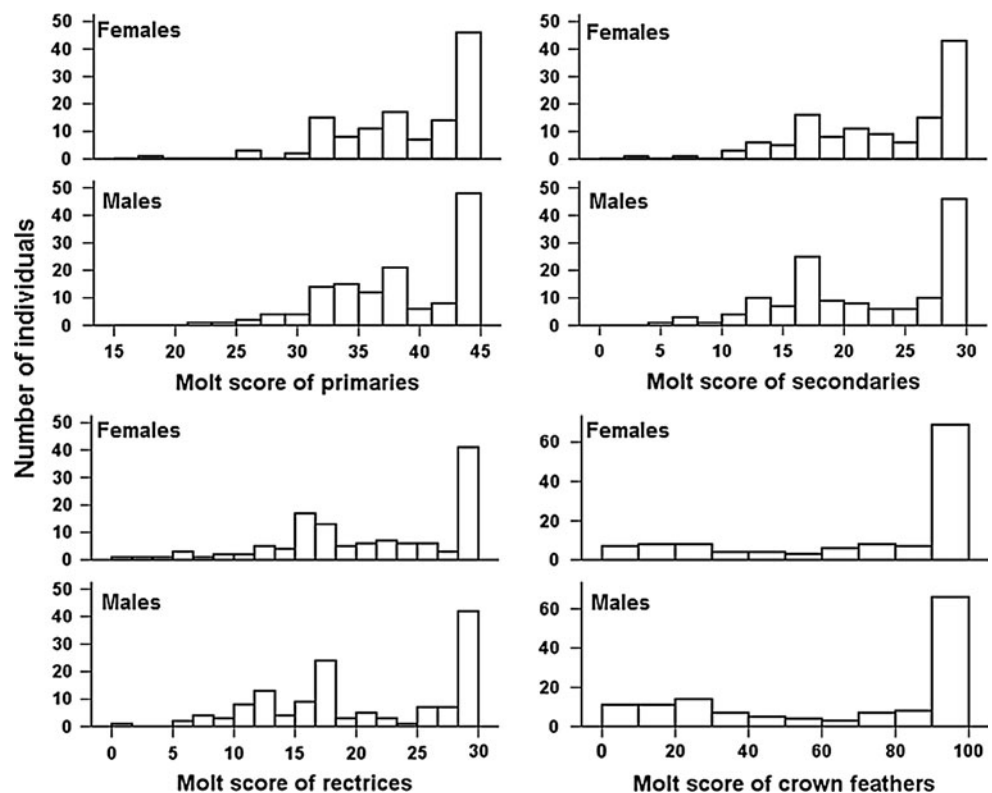 Number of individuals
Females
50
40
30
20
10
0
Males
50
40
30
20
10
0
15 20 25 30 35 40 45
Molt score of primaries
Females
50
40
30
20
10
0
Males
50
40
30
20
10
0
0 5 10 15 20 25 30
Molt score of secondaries
Females
50
40
30
20
10
0
Males
50
40
30
20
10
0
0 5 10 15 20 25 30
Molt score of rectrices
Females
60
40
20
0
Males
60
40
20
0
0 20 40 60 80 100
Molt score of crown feathers